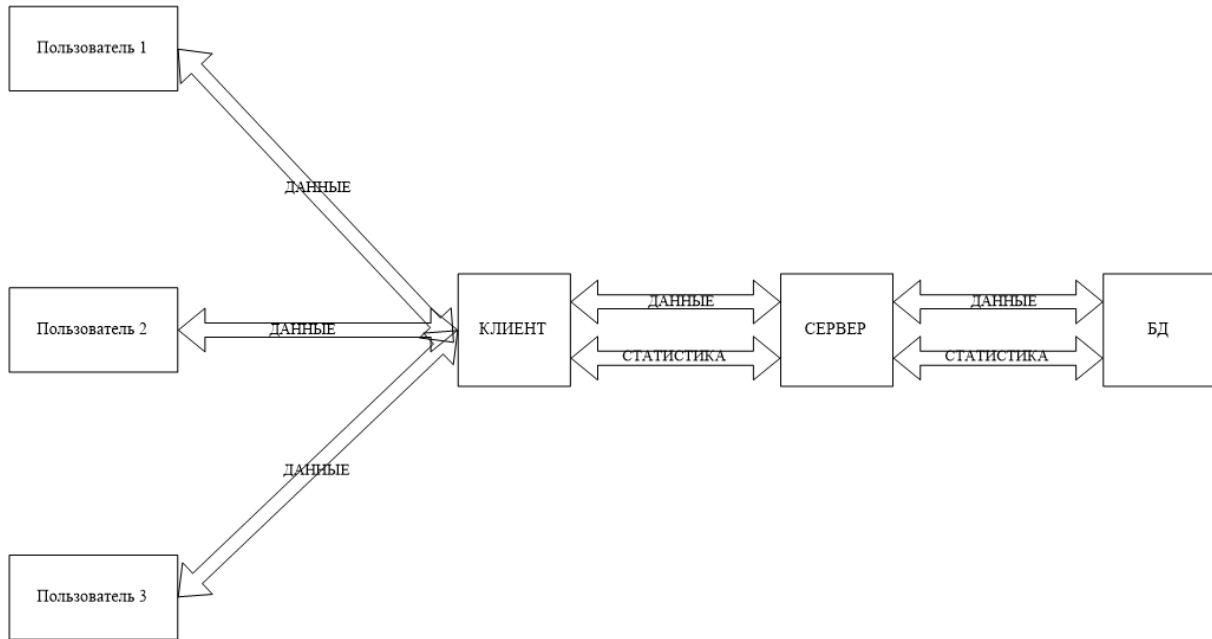 Пользователь 1
ДАННЫЕ
Пользователь 2
ДАННЫЕ
КЛИЕНТ
ДАННЫЕ
СТАТИСТИКА
СЕРВЕР
ДАННЫЕ
СТАТИСТИКА
БД
ДАННЫЕ
Пользователь 3